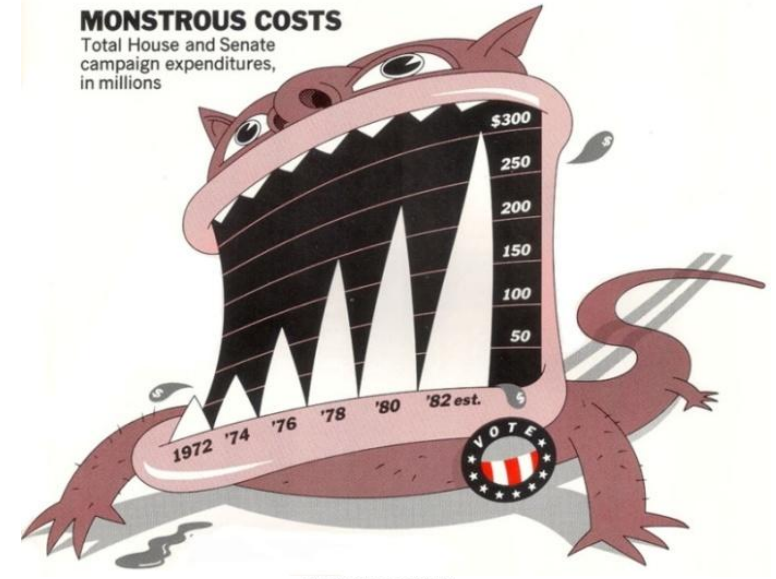 MONSTROUS COSTS
Total House and Senate
campaign expenditures,
in millions
$300
$
250
200
150
100
50
$
$
1972 '74 '76 '78 '80 '82 est.
VOTE